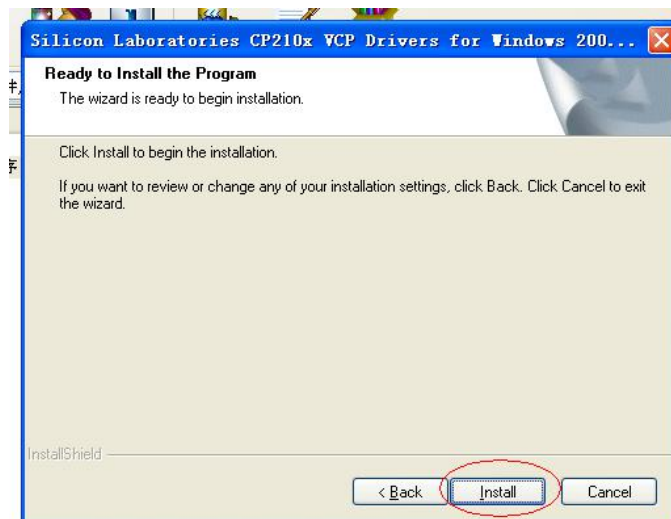 Silicon Laboratories CP210x VCP Drivers for Windows 200...
Ready to Install the Program
The wizard is ready to begin installation.
Click Install to begin the installation.
If you want to review or change any of your installation settings, click Back. Click Cancel to exit
the wizard.
InstallShield
< Back
Install
Cancel